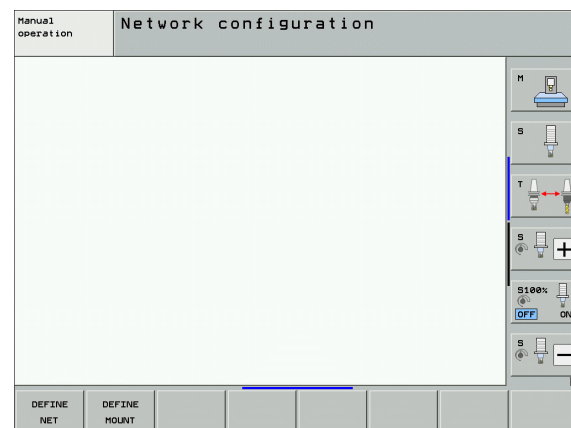 Manual
operation
Network configuration
M
S
T
S
S100%
OFF ON
S
DEFINE
NET
DEFINE
MOUNT